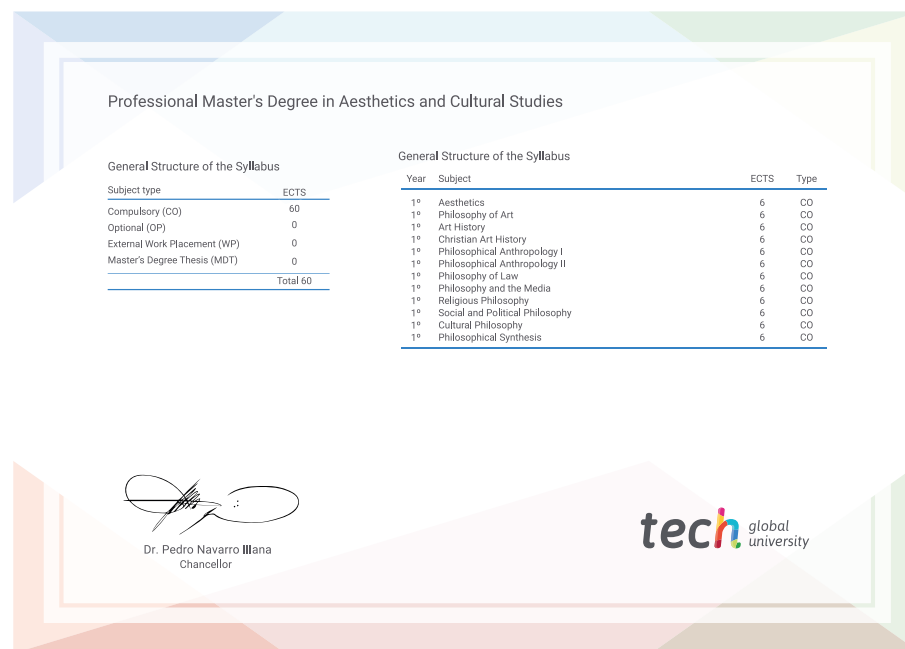 Professional Master's Degree in Aesthetics and Cultural Studies
General Structure of the Syllabus
Subject type ECTS
Compulsory (CO) 60
Optional (OP) 0
External Work Placement (WP) 0
Master's Degree Thesis (MDT) 0
Total 60
General Structure of the Syllabus
Year Subject ECTS Type
1º Aesthetics 6 CO
1º Philosophy of Art 6 CO
1º Art History 6 CO
1º Christian Art History 6 CO
1º Philosophical Anthropology I 6 CO
1º Philosophical Anthropology II 6 CO
1º Philosophy of Law 6 CO
1º Philosophy and the Media 6 CO
1º Religious Philosophy 6 CO
1º Social and Political Philosophy 6 CO
1º Cultural Philosophy 6 CO
1º Philosophical Synthesis 6 CO
Dr. Pedro Navarro Illana
Chancellor
tech global
university